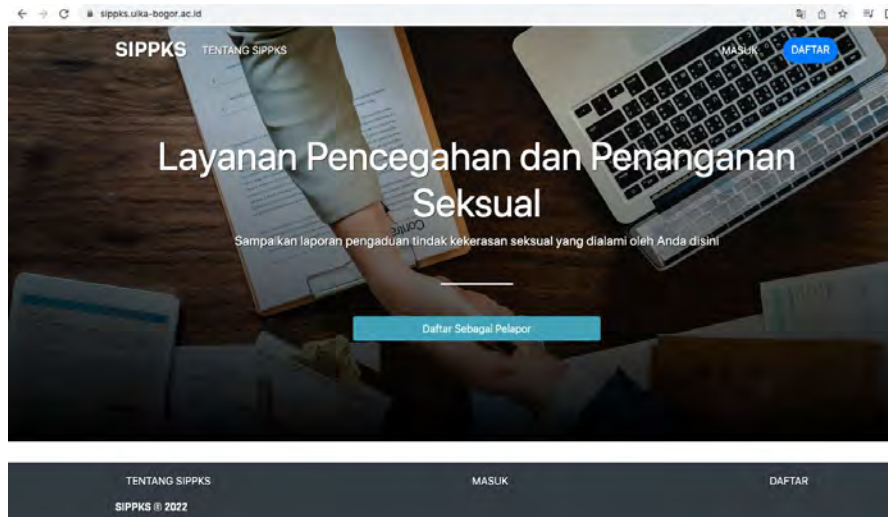 sippks.uika-bogor.ac.id
SIPPKS TENTANG SIPPKS MASUK DAFTAR
Layanan Pencegahan dan Penanganan
Seksual
Sampaikan laporan pengaduan tindak kekerasan seksual yang dialami oleh Anda disini
Daftar Sebagai Pelapor
TENTANG SIPPKS MASUK DAFTAR
SIPPKS © 2022